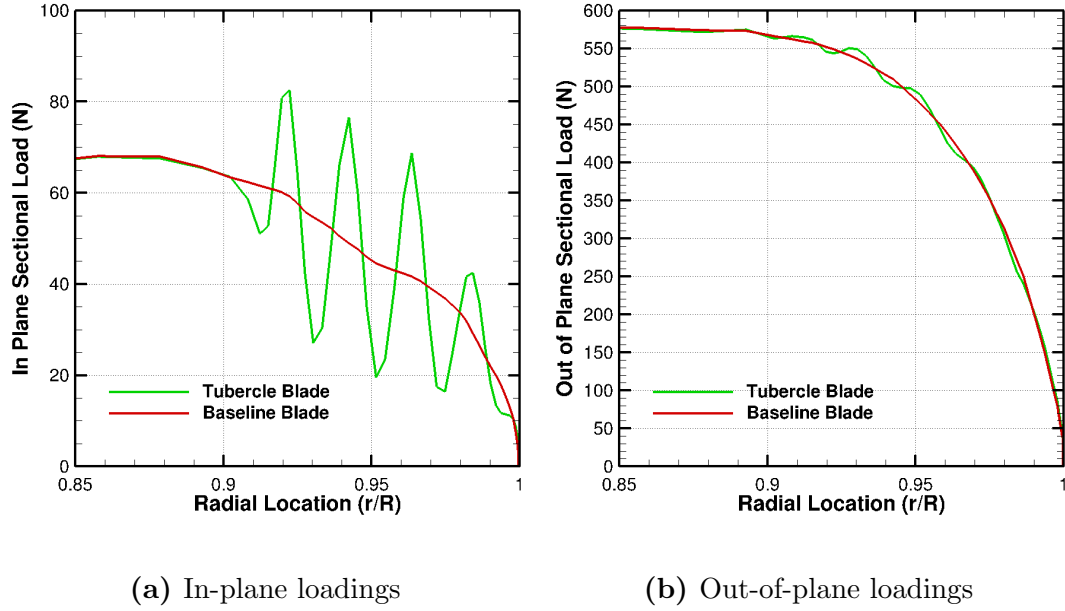 100
80
60
40
20
0
In Plane Sectional Load (N)
Tubercle Blade
Baseline Blade
0.85
0.9
0.95
1
Radial Location (r/R)
(a) In-plane loadings
600
550
500
450
400
350
300
250
200
150
100
50
0
Out of Plane Sectional Load (N)
Tubercle Blade
Baseline Blade
0.85
0.9
0.95
1
Radial Location (r/R)
(b) Out-of-plane loadings